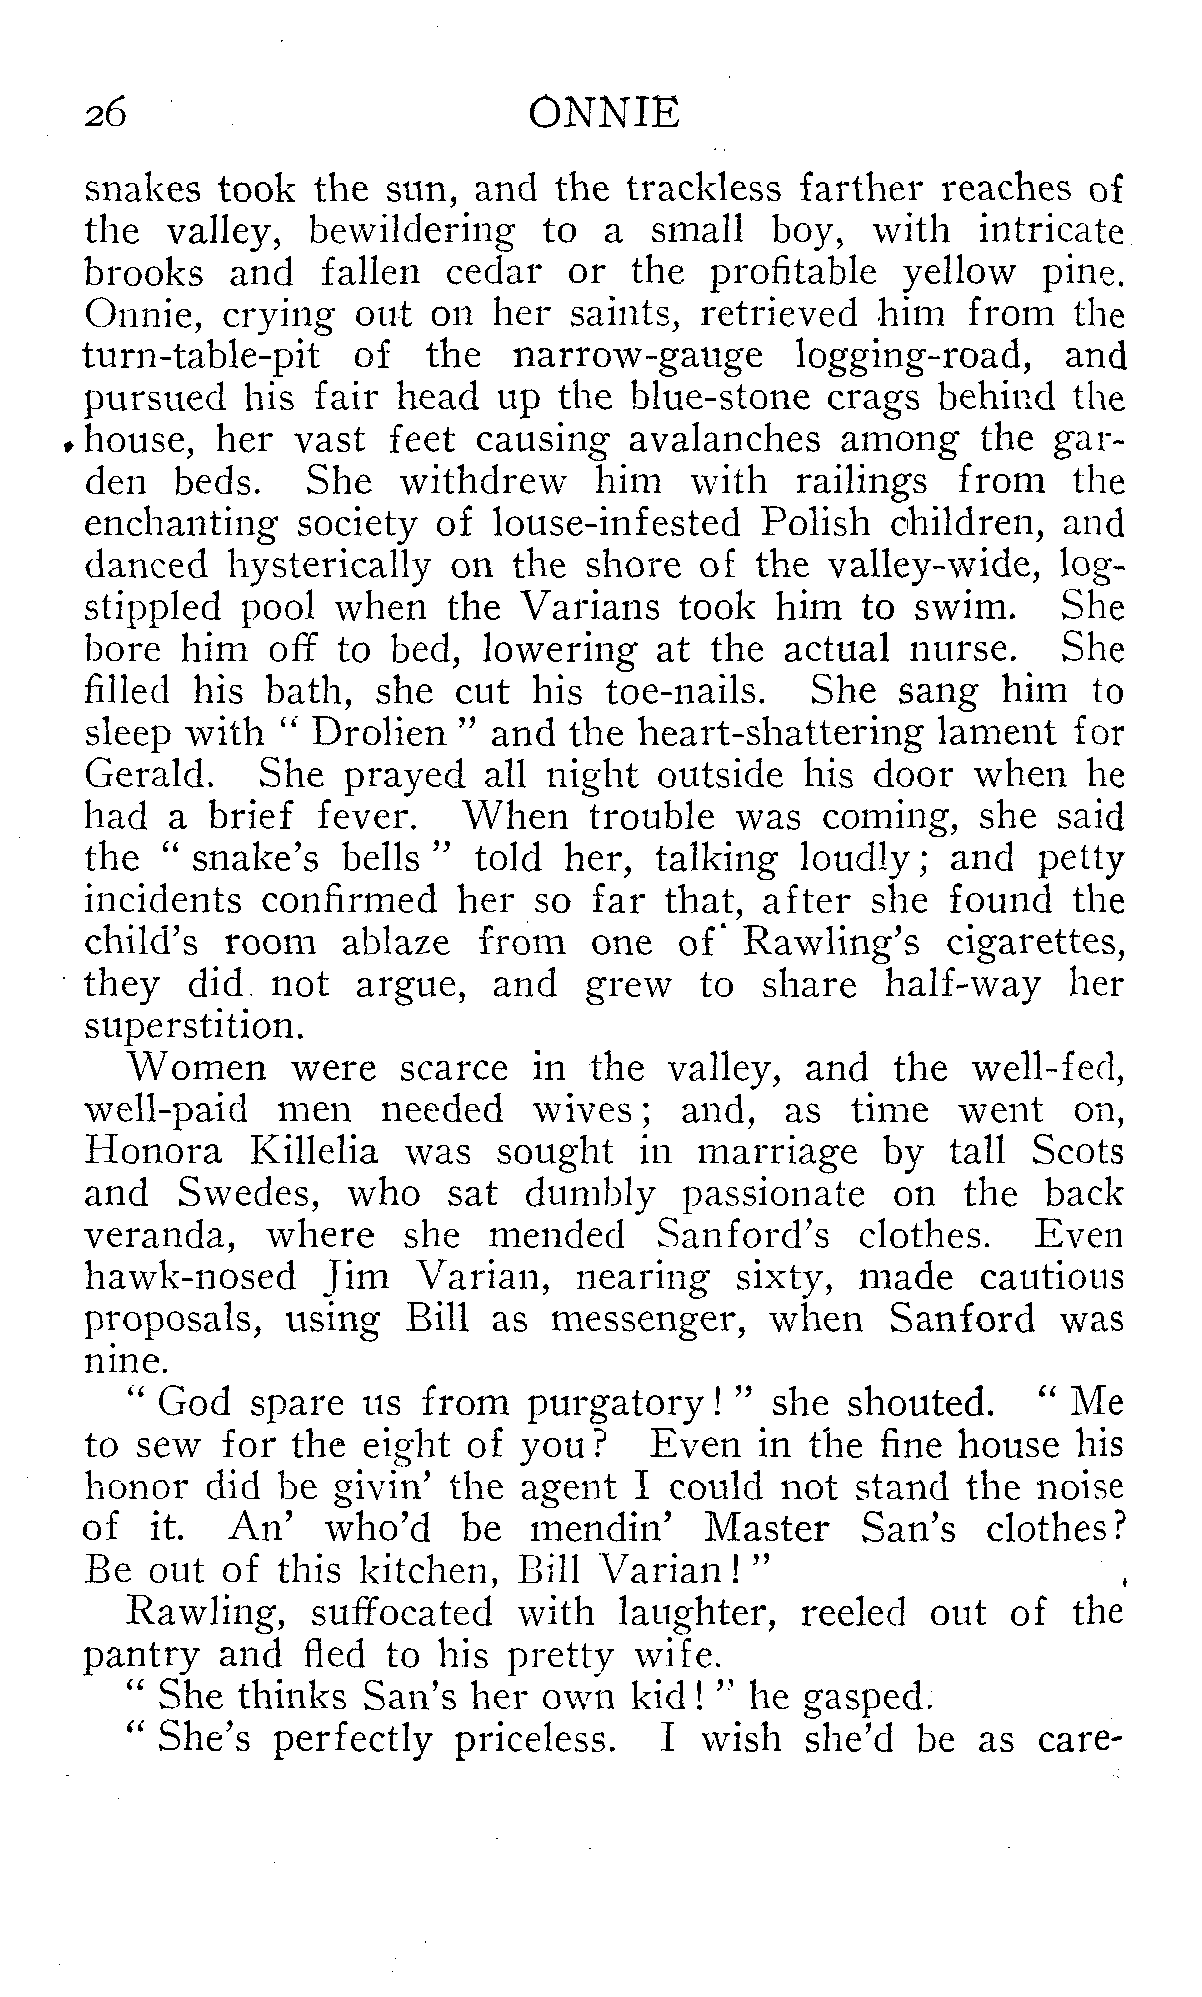 26 ONNIE
snakes took the sun, and the trackless farther reaches of
the valley, bewildering to a small boy, with intricate
brooks and fallen cedar or the profitable yellow pine.
Onnie, crying out on her saints, retrieved him from the
turn-table-pit of the narrow-gauge logging-road, and
pursued his fair head up the blue-stone crags behind the
house, her vast feet causing avalanches among the gar-
den beds. She withdrew him with railings from the
enchanting society of louse-infested Polish children, and
danced hysterically on the shore of the valley-wide, log-
stippled pool when the Varians took him to swim. She
bore him off to bed, lowering at the actual nurse. She
filled his bath, she cut his toe-nails. She sang him to
sleep with “ Drolien ” and the heart-shattering lament for
Gerald. She prayed all night outside his door when he
had a brief fever. When trouble was coming, she said
the “ snake’s bells ” told her, talking loudly; and petty
incidents confirmed her so far that, after she found the
child’s room ablaze from one of Rawling’s cigarettes,
they did not argue, and grew to share half-way her
superstition.
Women were scarce in the valley, and the well-fed,
well-paid men needed wives; and, as time went on,
Honora Killelia was sought in marriage by tall Scots
and Swedes, who sat dumbly passionate on the back
veranda, where she mended Sanford’s clothes. Even
hawk-nosed Jim Varian, nearing sixty, made cautious
proposals, using Bill as messenger, when Sanford was
nine.
“ God spare us from purgatory! ” she shouted. “ Me
to sew for the eight of you? Even in the fine house his
honor did be givin’ the agent I could not stand the noise
of it. An’ who’d be mendin’ Master San’s clothes?
Be out of this kitchen, Bill Varian! ”
Rawling, suffocated with laughter, reeled out of the
pantry and fled to his pretty wife.
“ She thinks San’s her own kid! ” he gasped.
“ She’s perfectly priceless. I wish she’d be as care-